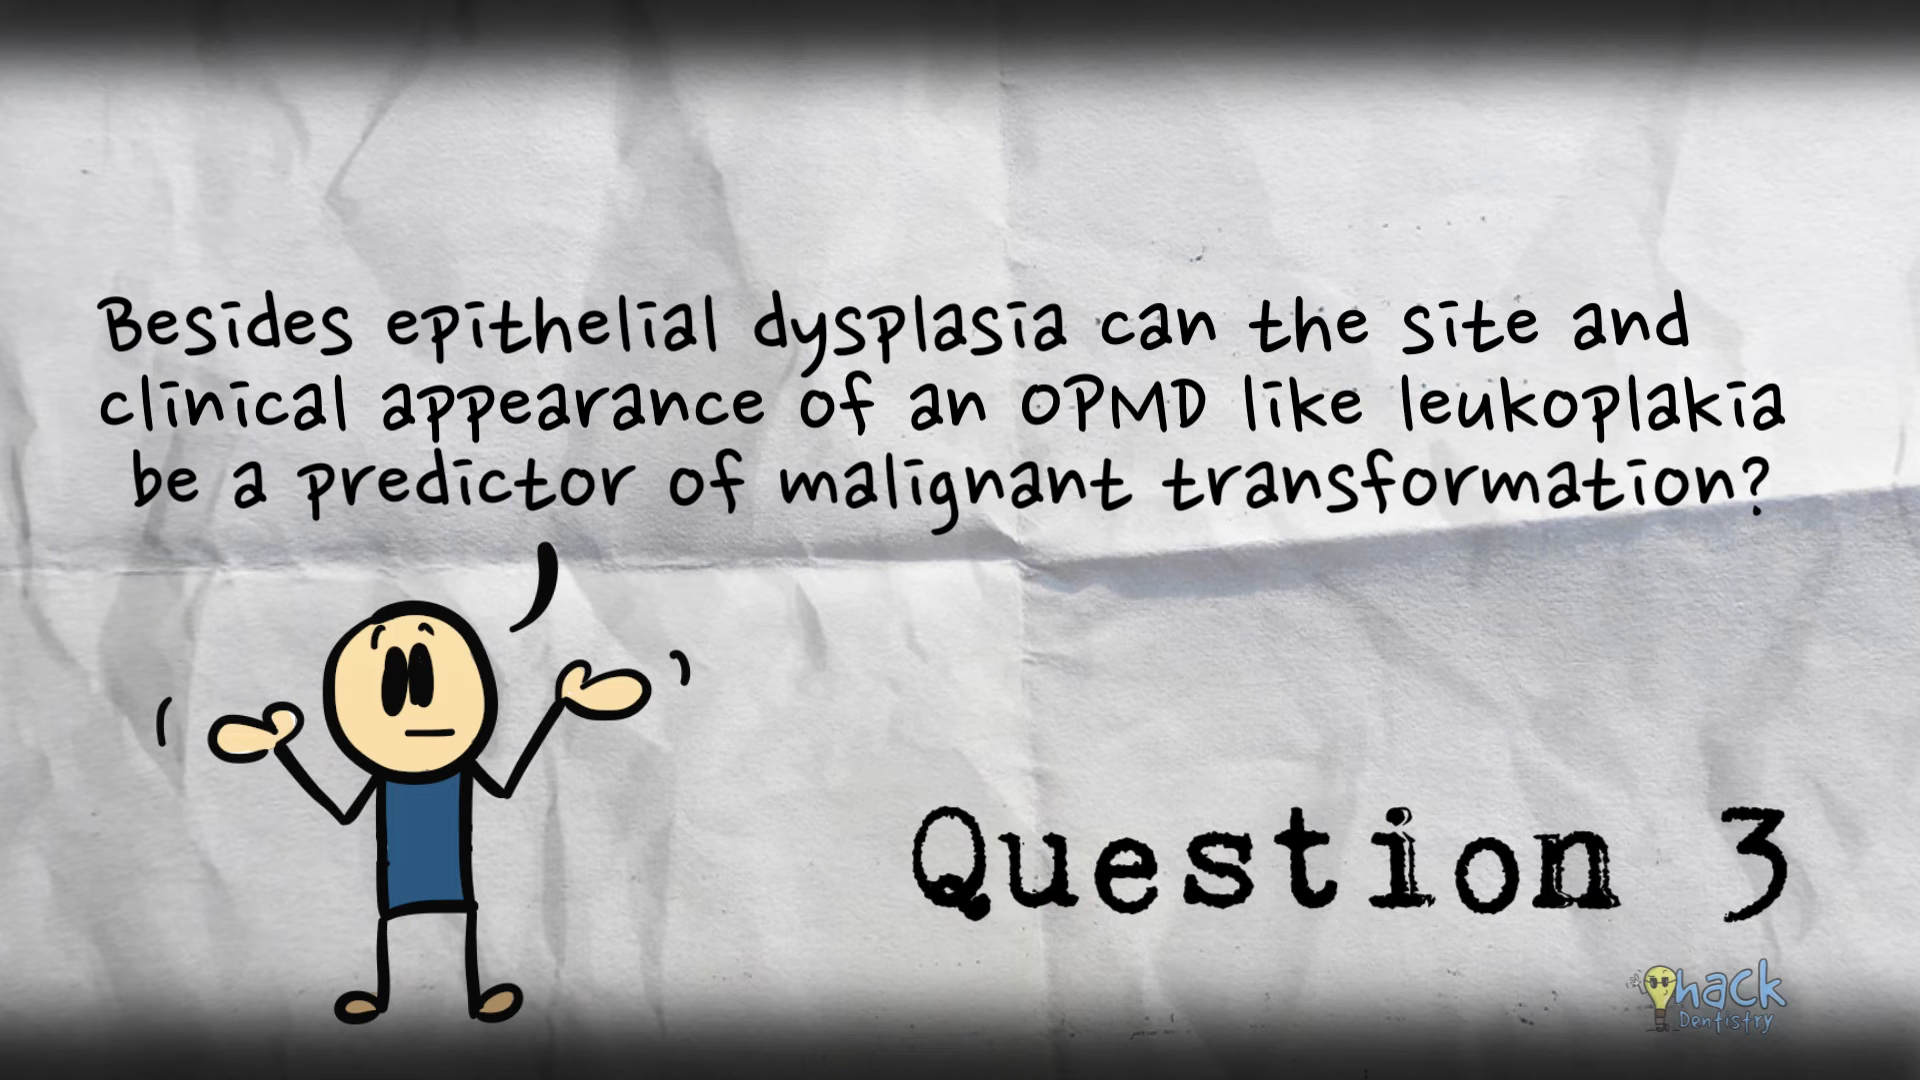 Besides epithelial dysplasia can the site and
clinical appearance of an OPMD like leukoplakia
be a predictor of malignant transformation?
Question 3
hack
Dentistry